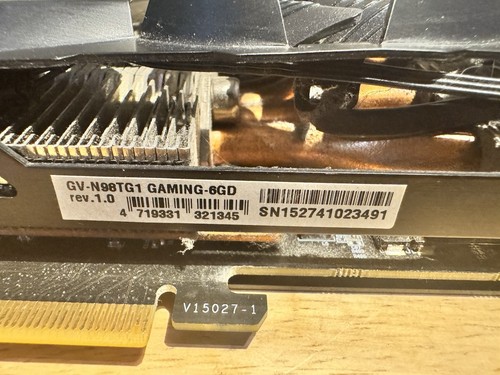 GV-N98TG1 GAMING-6GD
rev.1.0
4 719331 321345
SN152741023491
V15027-1